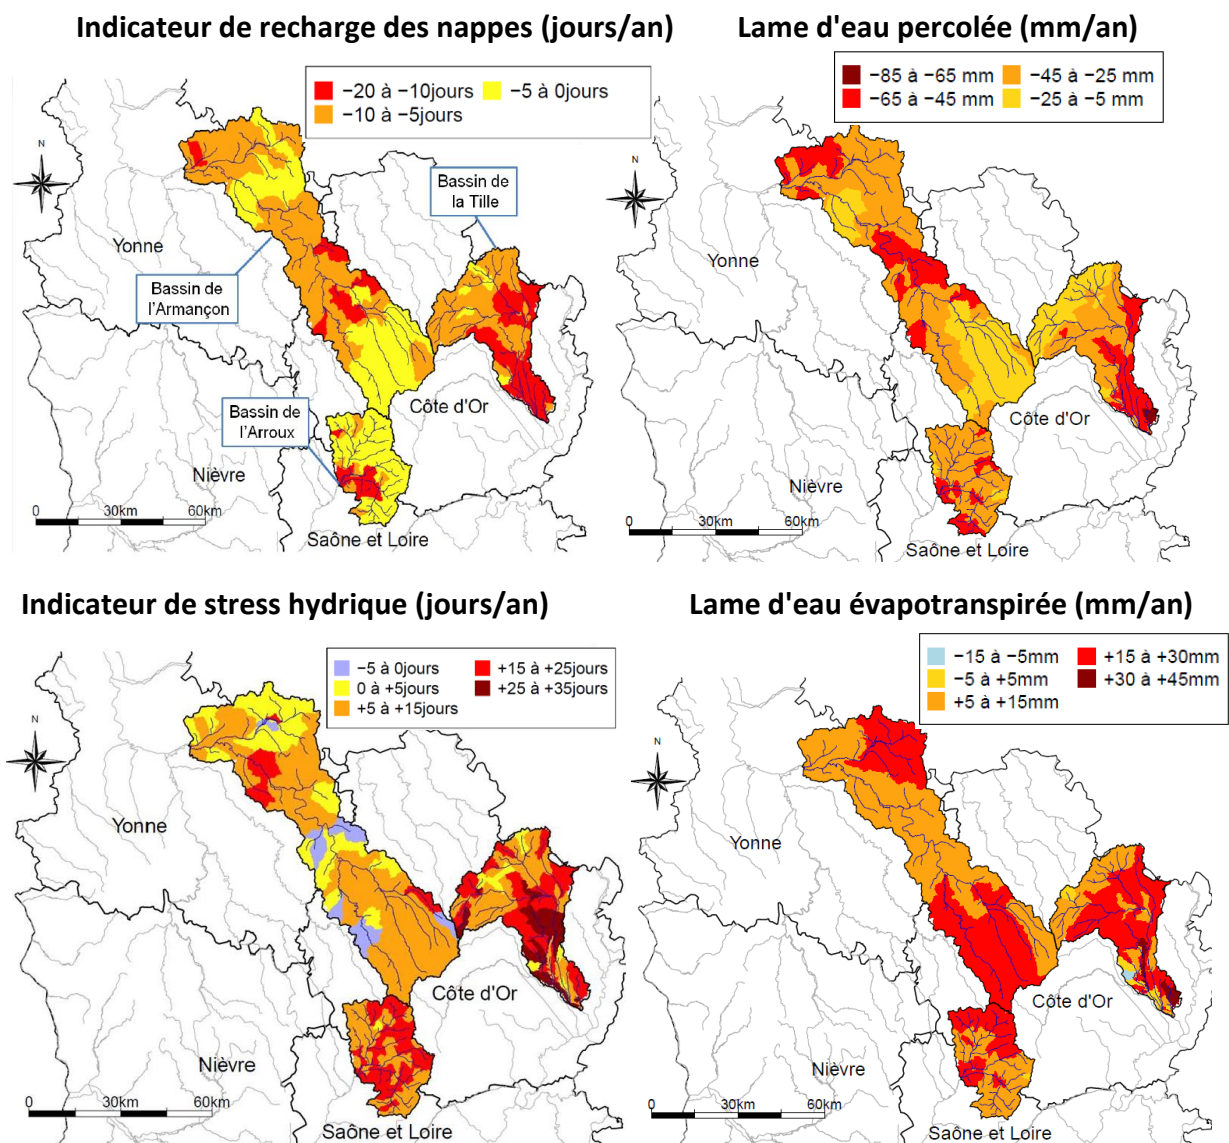 Indicateur de recharge des nappes (jours/an)
−20 à −10jours
−5 à 0jours
−10 à −5jours
N
Bassin de
la Tille
Yonne
Bassin de
l'Armançon
Bassin de
l'Arroux
Côte d'Or
Nièvre
0 30km 60km
Saône et Loire
Lame d'eau percolée (mm/an)
−85 à −65 mm
−45 à −25 mm
−65 à −45 mm
−25 à −5 mm
N
Yonne
Côte d'Or
Nièvre
0 30km 60km
Saône et Loire
Indicateur de stress hydrique (jours/an)
−5 à 0jours
+15 à +25jours
0 à +5jours
+25 à +35jours
+5 à +15jours
N
Yonne
Côte d'Or
Nièvre
0 30km 60km
Saône et Loire
Lame d'eau évapotranspirée (mm/an)
−15 à −5mm
+15 à +30mm
−5 à +5mm
+30 à +45mm
+5 à +15mm
N
Yonne
Côte d'Or
Nièvre
0 30km 60km
Saône et Loire